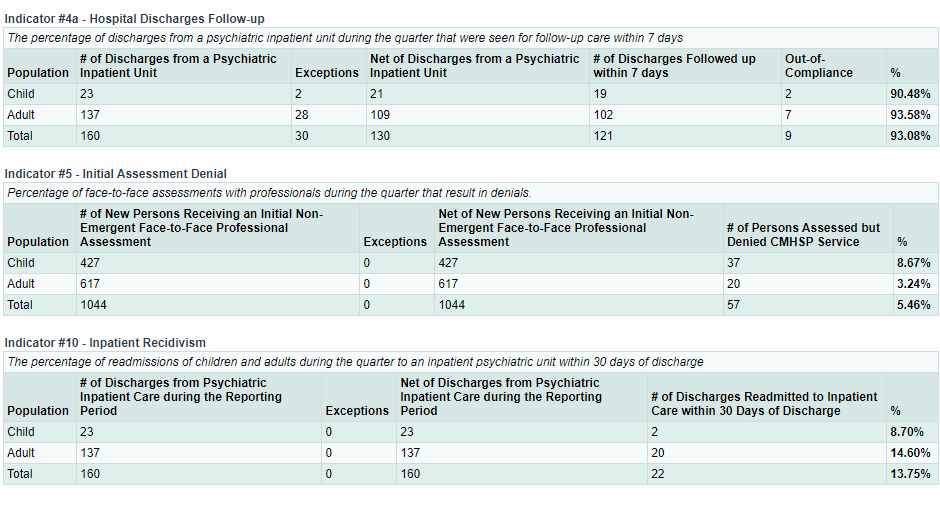 Indicator #4a - Hospital Discharges Follow-up
The percentage of discharges from a psychiatric inpatient unit during the quarter that were seen for follow-up care within 7 days
Population # of Discharges from a Psychiatric Inpatient Unit Exceptions Net of Discharges from a Psychiatric Inpatient Unit # of Discharges Followed up within 7 days Out-of-Compliance %
Child 23 2 21 19 2 90.48%
Adult 137 28 109 102 7 93.58%
Total 160 30 130 121 9 93.08%
Indicator #5 - Initial Assessment Denial
Percentage of face-to-face assessments with professionals during the quarter that result in denials.
Population # of New Persons Receiving an Initial Non-Emergent Face-to-Face Professional Assessment Exceptions Net of New Persons Receiving an Initial Non-Emergent Face-to-Face Professional Assessment # of Persons Assessed but Denied CMHSP Service %
Child 427 0 427 37 8.67%
Adult 617 0 617 20 3.24%
Total 1044 0 1044 57 5.46%
Indicator #10 - Inpatient Recidivism
The percentage of readmissions of children and adults during the quarter to an inpatient psychiatric unit within 30 days of discharge
Population # of Discharges from Psychiatric Inpatient Care during the Reporting Period Exceptions Net of Discharges from Psychiatric Inpatient Care during the Reporting Period # of Discharges Readmitted to Inpatient Care within 30 Days of Discharge %
Child 23 0 23 2 8.70%
Adult 137 0 137 20 14.60%
Total 160 0 160 22 13.75%